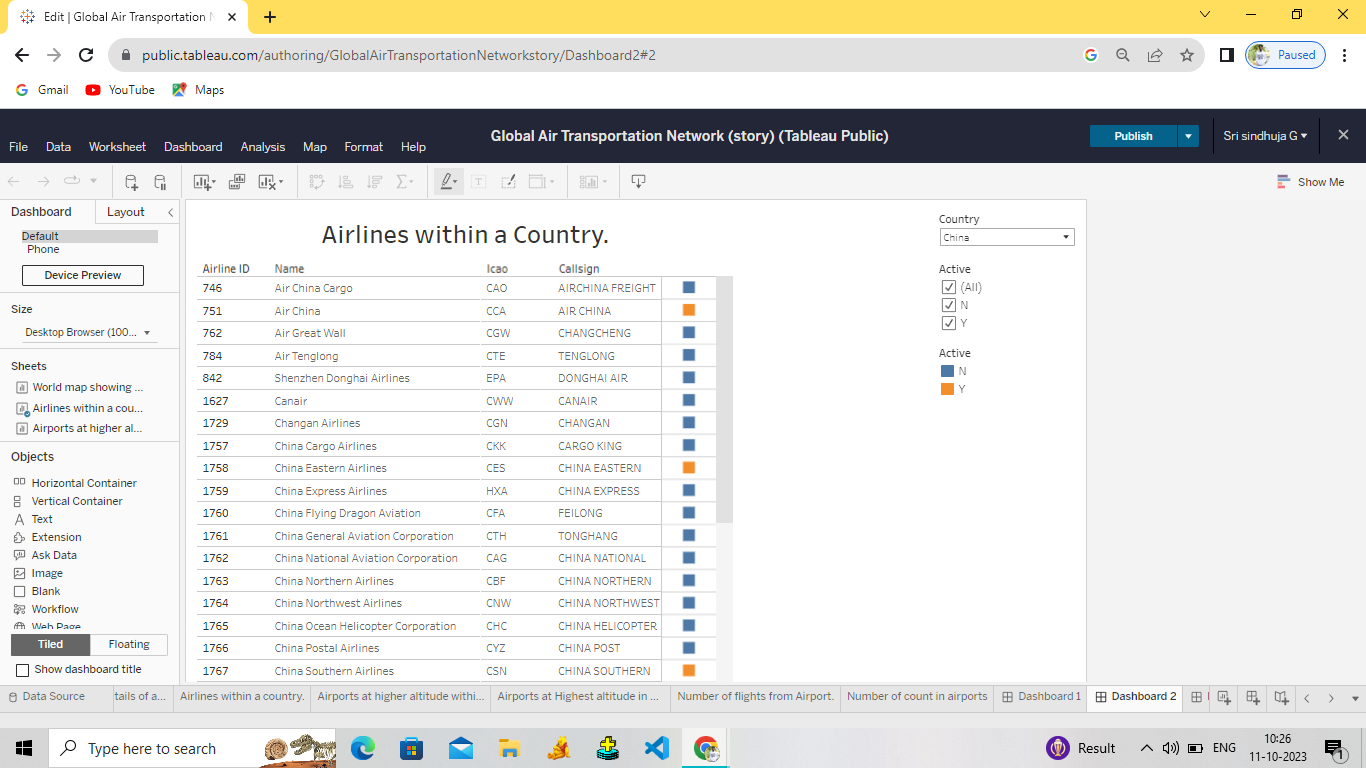 Edit | Global Air Transportation N
public.tableau.com/authoring/GlobalAirTransportationNetworkstory/Dashboard2#2
Paused
Gmail YouTube Maps
Global Air Transportation Network (story) (Tableau Public)
Publish
Sri sindhuja G
File Data Worksheet Dashboard Analysis Map Format Help
Show Me
Dashboard Layout
Default
Phone
Device Preview
Size
Desktop Browser (100...
Sheets
World map showing ...
Airlines within a cou...
Airports at higher al...
Objects
Horizontal Container
Vertical Container
Text
Extension
Ask Data
Image
Blank
Workflow
Web Page
Tiled Floating
Show dashboard title
Airlines within a Country.
Airline ID Name Icao Callsign
746 Air China Cargo CAO AIRCHINA FREIGHT
751 Air China CCA AIR CHINA
762 Air Great Wall CGW CHANGCHENG
784 Air Tenglong CTE TENGLONG
842 Shenzhen Donghai Airlines EPA DONGHAI AIR
1627 Canair CWW CANAIR
1729 Changan Airlines CGN CHANGAN
1757 China Cargo Airlines CKK CARGO KING
1758 China Eastern Airlines CES CHINA EASTERN
1759 China Express Airlines HXA CHINA EXPRESS
1760 China Flying Dragon Aviation CFA FEILONG
1761 China General Aviation Corporation CTH TONGHANG
1762 China National Aviation Corporation CAG CHINA NATIONAL
1763 China Northern Airlines CBF CHINA NORTHERN
1764 China Northwest Airlines CNW CHINA NORTHWEST
1765 China Ocean Helicopter Corporation CHC CHINA HELICOPTER
1766 China Postal Airlines CYZ CHINA POST
1767 China Southern Airlines CSN CHINA SOUTHERN
Country
China
Active
(All)
N
Y
Active
N
Y
Data Source tails of a... Airlines within a country. Airports at higher altitude withi... Airports at Highest altitude in ... Number of flights from Airport. Number of count in airports Dashboard 1 Dashboard 2
Type here to search
Result
ENG
10:26
11-10-2023
1